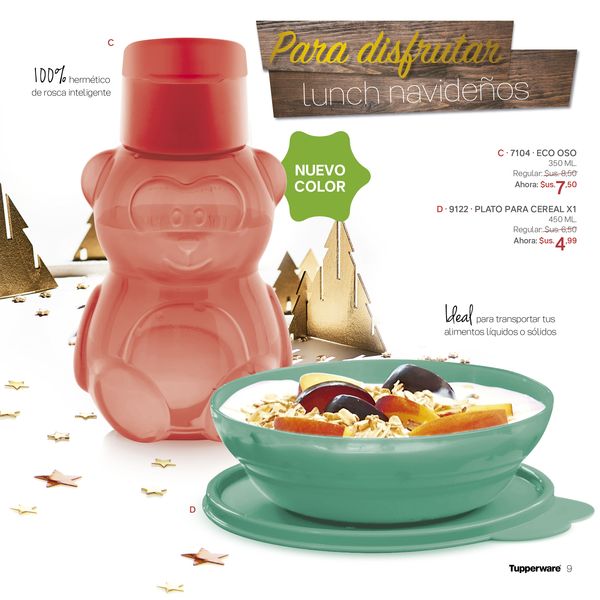 Para disfrutar
lunch navideños
C
100% hermético
de rosca inteligente
NUEVO
COLOR
C · 7104 · ECO OSO
350 ML.
Regular: $us. 8,50
Ahora: $us. 7.50
D · 9122 · PLATO PARA CEREAL X1
450 ML.
Regular: $us. 6,50
Ahora: $us. 4.99
Ideal para transportar tus
alimentos líquidos o sólidos
D
Tupperware® 9